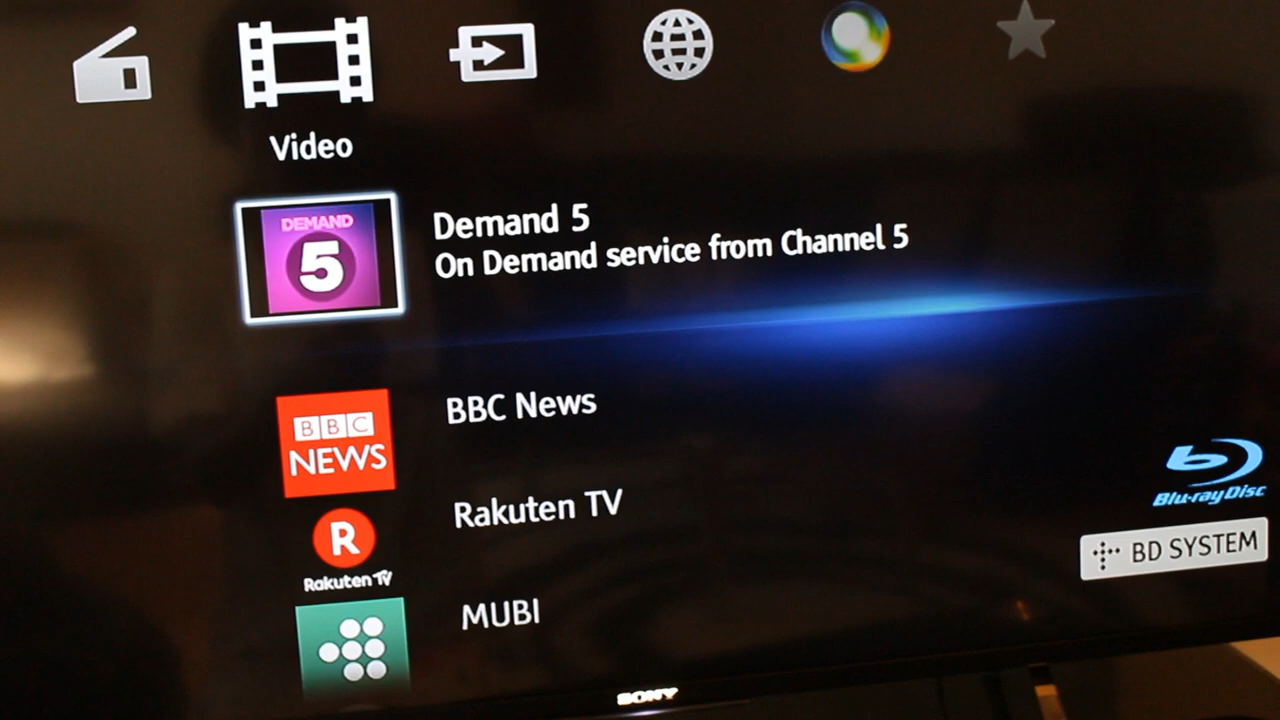 Video
DEMAND
5
Demand 5
On Demand service from Channel 5
BBC
NEWS
BBC News
R
Rakuten TV
Rakuten TV
MUBI
Blu-ray Disc
BD SYSTEM
SONY